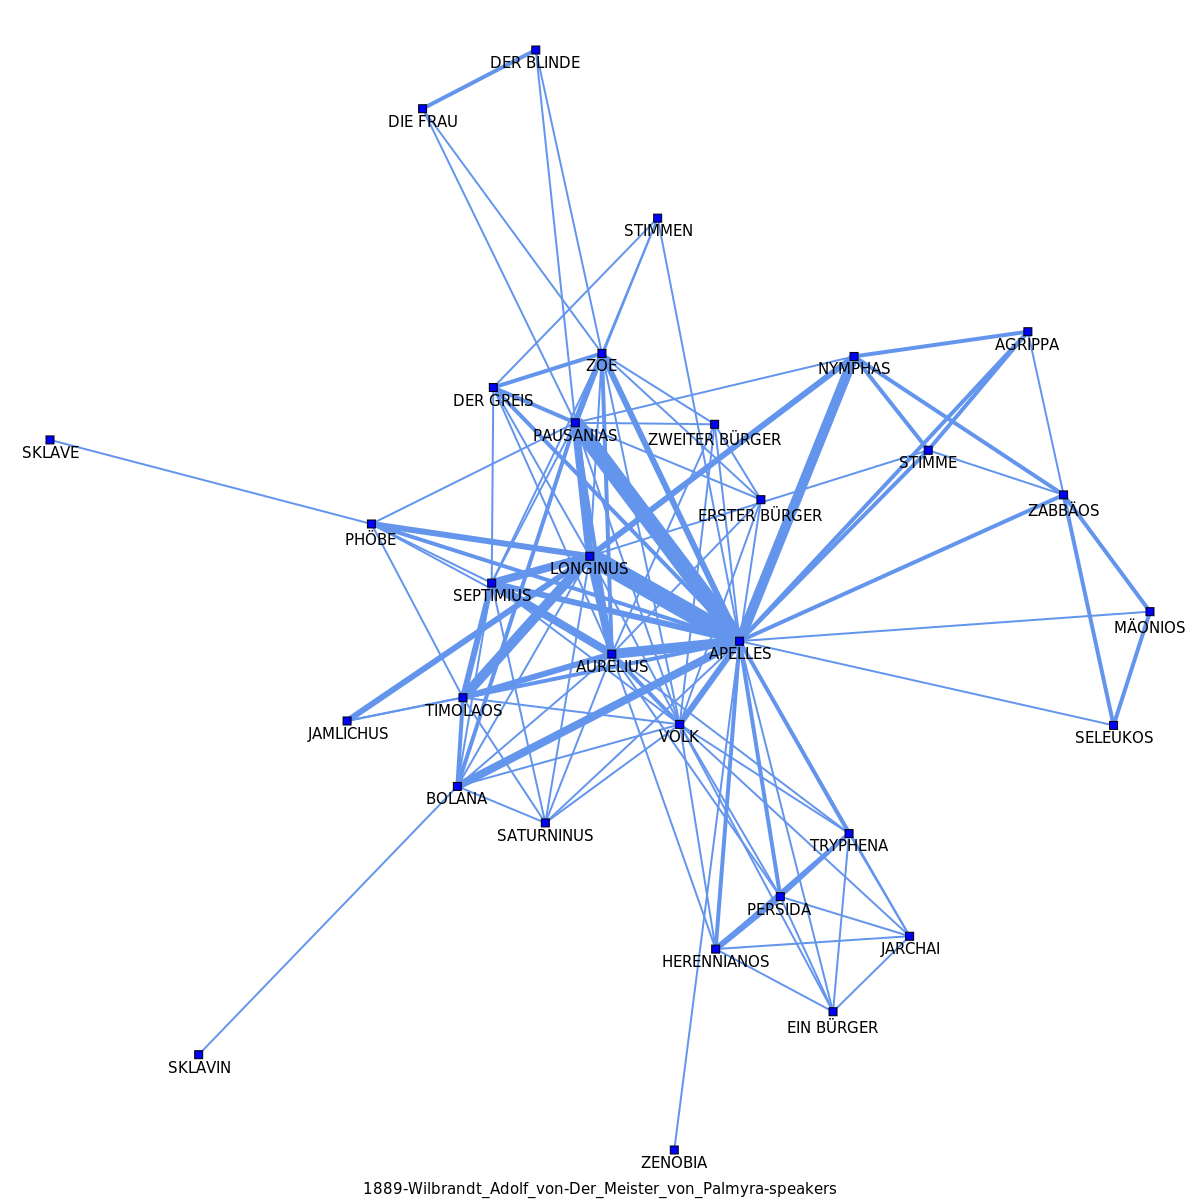 DER BLINDE
DIE FRAU
STIMMEN
AGRIPPA
ZOE
NYMPHAS
DER GREIS
PAUSANIAS
ZWEITER BÜRGER
SKLAVE
STIMME
ZABBÄOS
ERSTER BÜRGER
PHÖBE
LONGINUS
SEPTIMIUS
MÄONIOS
APELLES
AURELIUS
TIMOLAOS
JAMLICHUS
VOLK
SELEUKOS
BOLANA
SATURNINUS
TRYPHENA
PERSIDA
JARCHAI
HERENNIANOS
EIN BÜRGER
SKLAVIN
ZENOBIA
1889-Wilbrandt_Adolf_von-Der_Meister_von_Palmyra-speakers